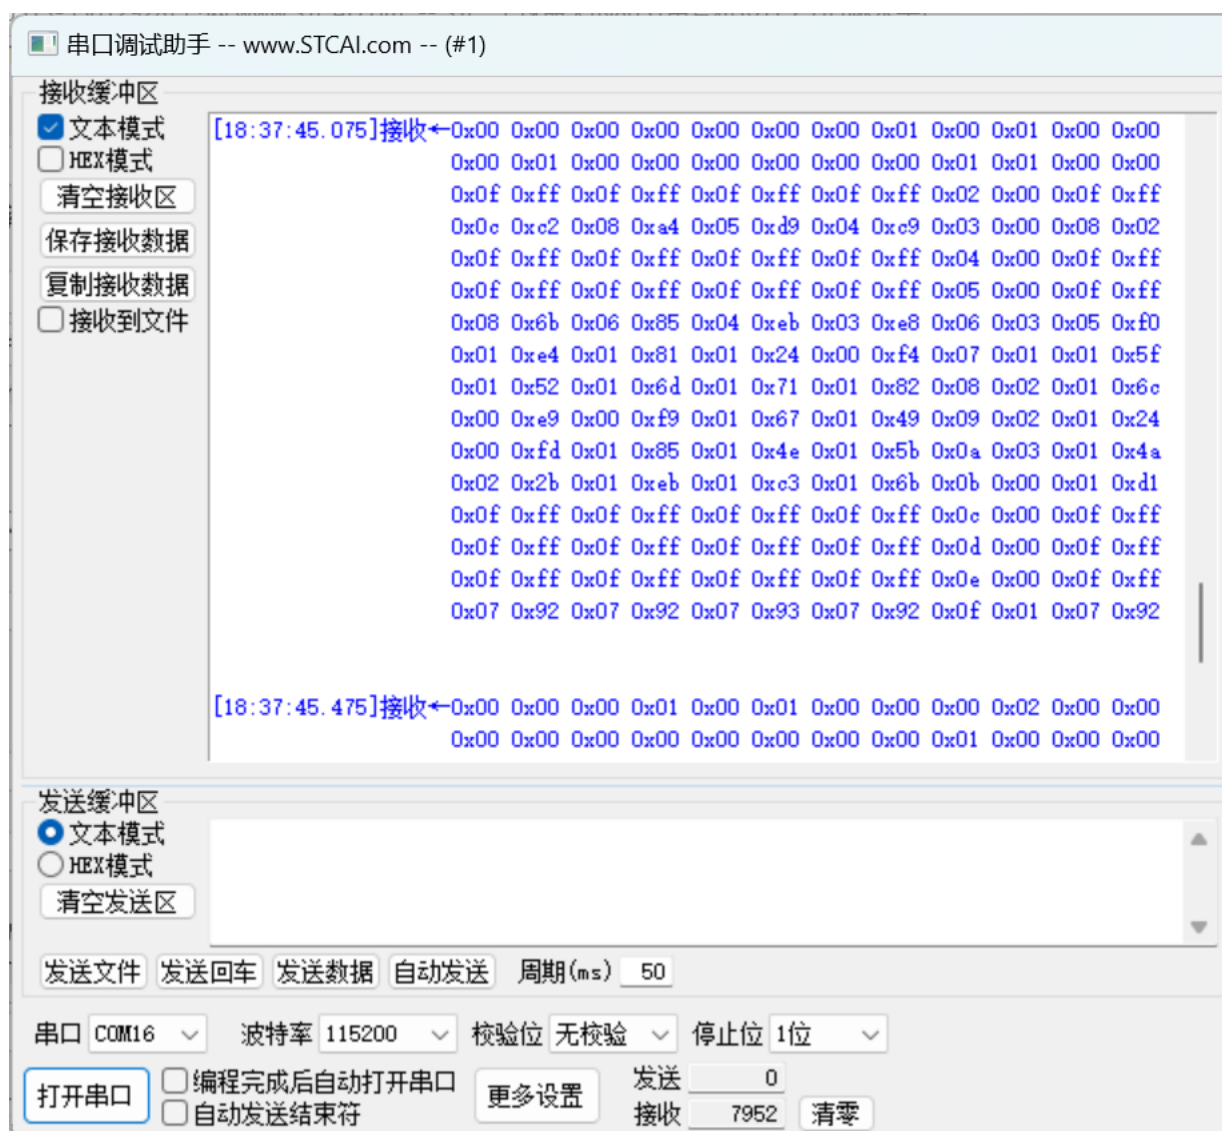 串口调试助手 -- www.STCAI.com -- (#1)
接收缓冲区
文本模式
HEX模式
清空接收区
保存接收数据
复制接收数据
接收到文件
[18:37:45.075]接收←0x00 0x00 0x00 0x00 0x00 0x00 0x00 0x01 0x00 0x01 0x00 0x00
0x00 0x01 0x00 0x00 0x00 0x00 0x00 0x00 0x01 0x01 0x00 0x00
0x0f 0xff 0x0f 0xff 0x0f 0xff 0x0f 0xff 0x02 0x00 0x0f 0xff
0x0c 0xc2 0x08 0xa4 0x05 0xd9 0x04 0xc9 0x03 0x00 0x08 0x02
0x0f 0xff 0x0f 0xff 0x0f 0xff 0x0f 0xff 0x04 0x00 0x0f 0xff
0x0f 0xff 0x0f 0xff 0x0f 0xff 0x0f 0xff 0x05 0x00 0x0f 0xff
0x08 0x6b 0x06 0x85 0x04 0xeb 0x03 0xe8 0x06 0x03 0x05 0xf0
0x01 0xe4 0x01 0x81 0x01 0x24 0x00 0xf4 0x07 0x01 0x01 0x5f
0x01 0x52 0x01 0x6d 0x01 0x71 0x01 0x82 0x08 0x02 0x01 0x6c
0x00 0xe9 0x00 0xf9 0x01 0x67 0x01 0x49 0x09 0x02 0x01 0x24
0x00 0xfd 0x01 0x85 0x01 0x4e 0x01 0x5b 0x0a 0x03 0x01 0x4a
0x02 0x2b 0x01 0xeb 0x01 0xc3 0x01 0x6b 0x0b 0x00 0x01 0xd1
0x0f 0xff 0x0f 0xff 0x0f 0xff 0x0f 0xff 0x0c 0x00 0x0f 0xff
0x0f 0xff 0x0f 0xff 0x0f 0xff 0x0f 0xff 0x0d 0x00 0x0f 0xff
0x0f 0xff 0x0f 0xff 0x0f 0xff 0x0f 0xff 0x0e 0x00 0x0f 0xff
0x07 0x92 0x07 0x92 0x07 0x93 0x07 0x92 0x0f 0x01 0x07 0x92
[18:37:45.475]接收←0x00 0x00 0x00 0x01 0x00 0x01 0x00 0x00 0x00 0x02 0x00 0x00
0x00 0x00 0x00 0x00 0x00 0x00 0x00 0x00 0x01 0x00 0x00 0x00
发送缓冲区
文本模式
HEX模式
清空发送区
发送文件 发送回车 发送数据 自动发送 周期(ms) 50
串口 COM16 波特率 115200 校验位 无校验 停止位 1位
打开串口 编程完成后自动打开串口 更多设置 发送 0
自动发送结束符 接收 7952 清零